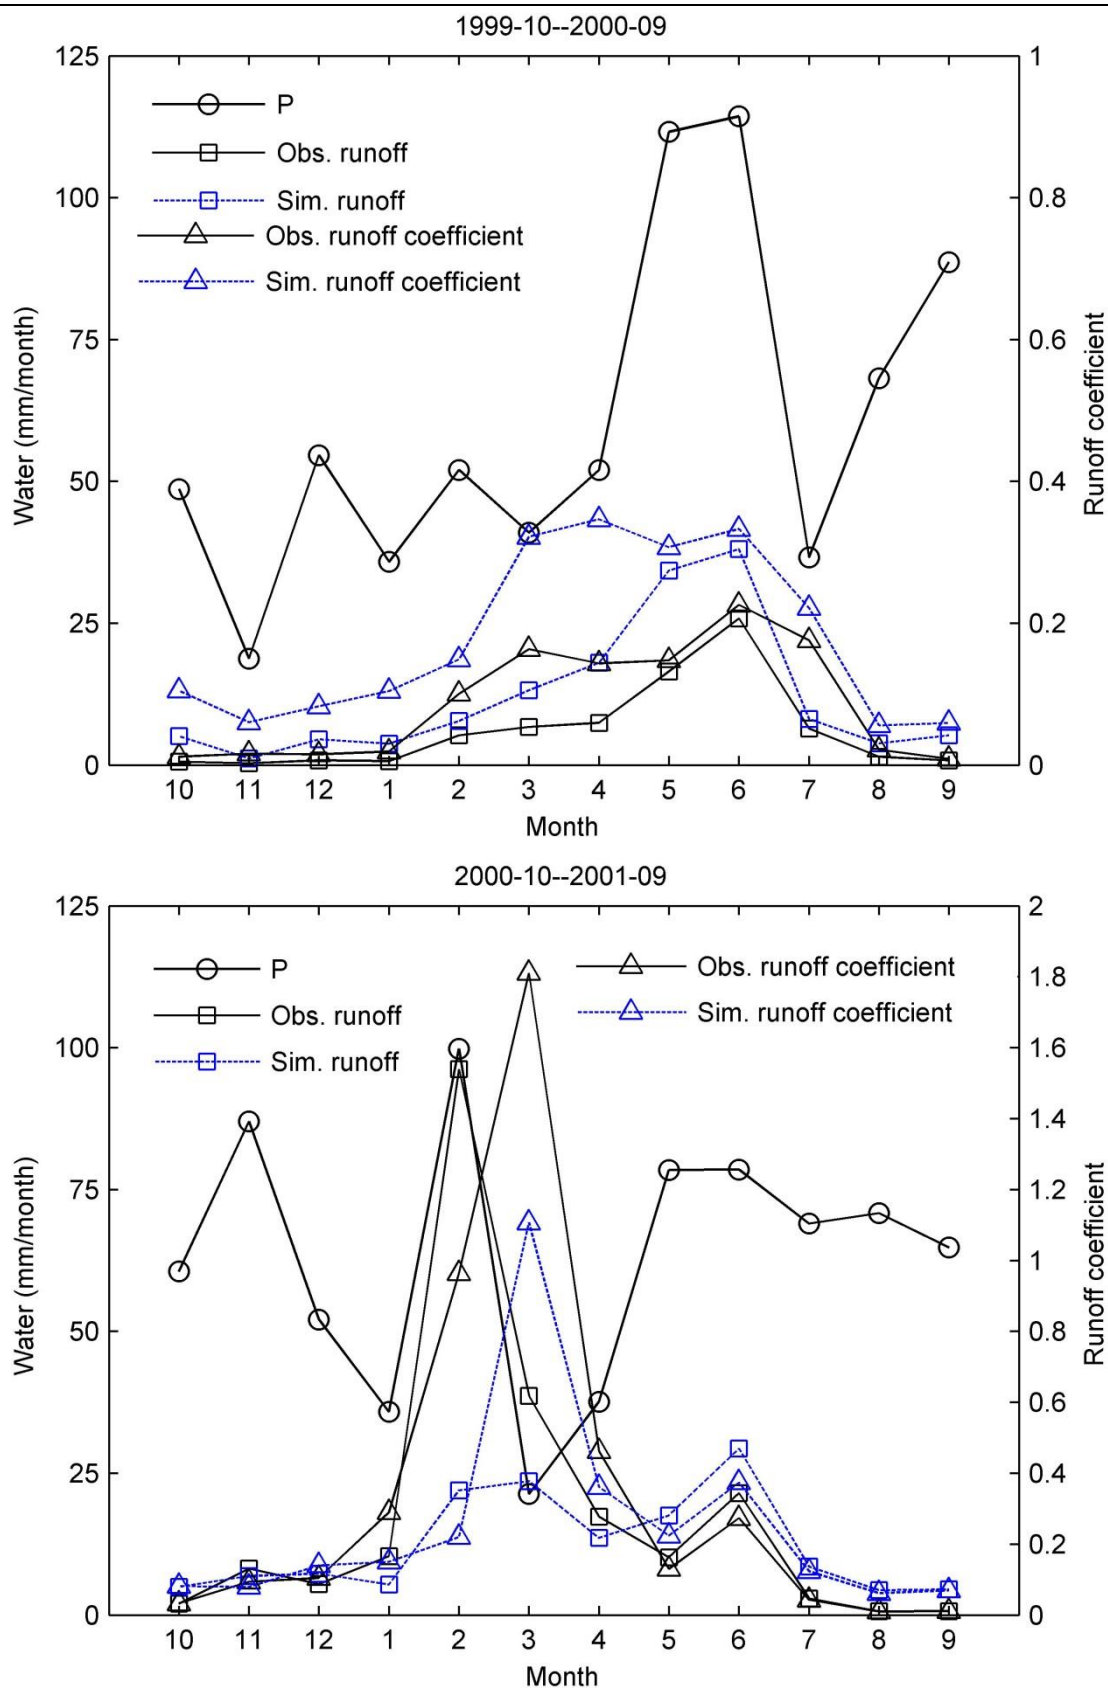 1999-10--2000-09
125
100
75
50
25
0
Water (mm/month)
P
Obs. runoff
Sim. runoff
Obs. runoff coefficient
Sim. runoff coefficient
1
0.8
0.6
0.4
0.2
0
Runoff coefficient
10 11 12 1 2 3 4 5 6 7 8 9
Month
2000-10--2001-09
125
100
75
50
25
0
Water (mm/month)
P
Obs. runoff
Sim. runoff
Obs. runoff coefficient
Sim. runoff coefficient
2
1.8
1.6
1.4
1.2
1
0.8
0.6
0.4
0.2
0
Runoff coefficient
10 11 12 1 2 3 4 5 6 7 8 9
Month